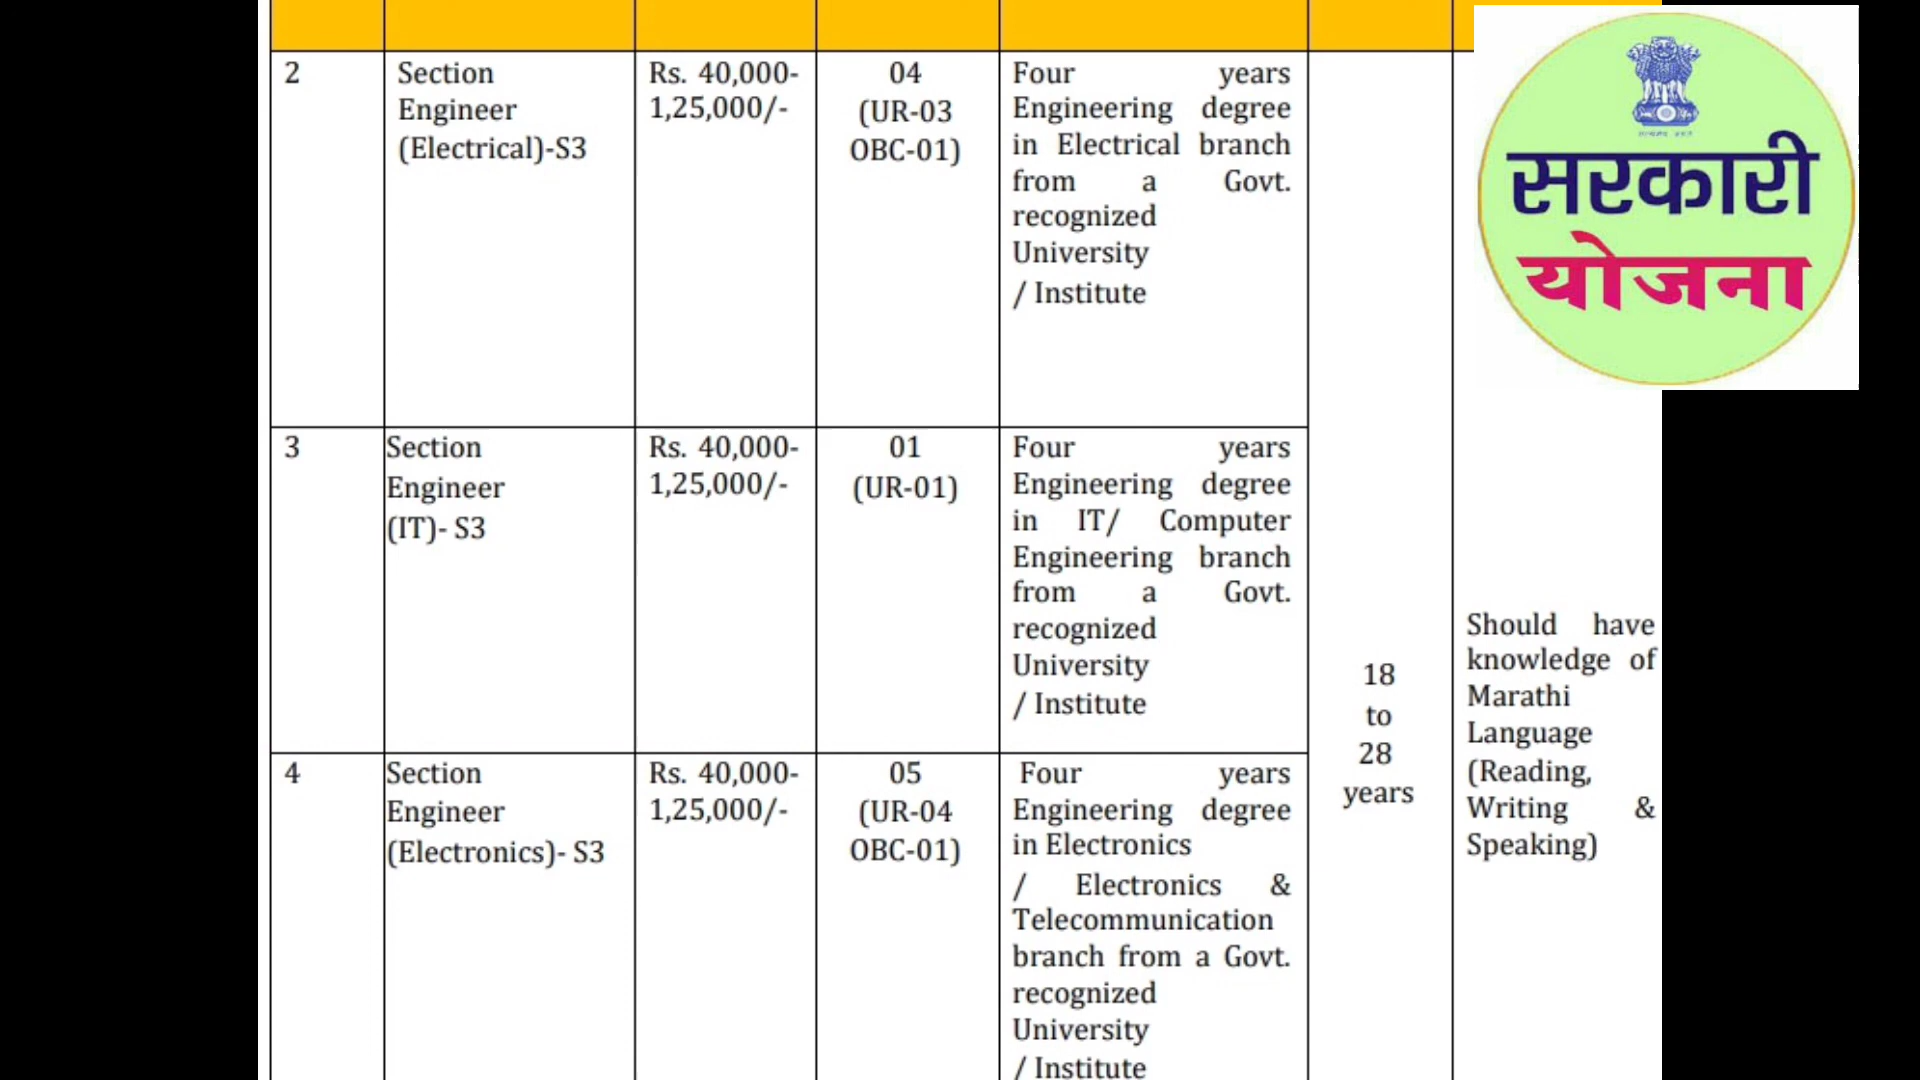 2
Section
Engineer
(Electrical)-S3
Rs. 40,000-
1,25,000/-
04
(UR-03
OBC-01)
Four years
Engineering degree
in Electrical branch
from a Govt.
recognized
University
/ Institute
3
Section
Engineer
(IT)- S3
Rs. 40,000-
1,25,000/-
01
(UR-01)
Four years
Engineering degree
in IT/ Computer
Engineering branch
from a Govt.
recognized
University
/ Institute
4
Section
Engineer
(Electronics)- S3
Rs. 40,000-
1,25,000/-
05
(UR-04
OBC-01)
Four years
Engineering degree
in Electronics
/ Electronics &
Telecommunication
branch from a Govt.
recognized
University
/ Institute
18
to
28
years
Should have
knowledge of
Marathi
Language
(Reading,
Writing &
Speaking)
सरकारी
योजना